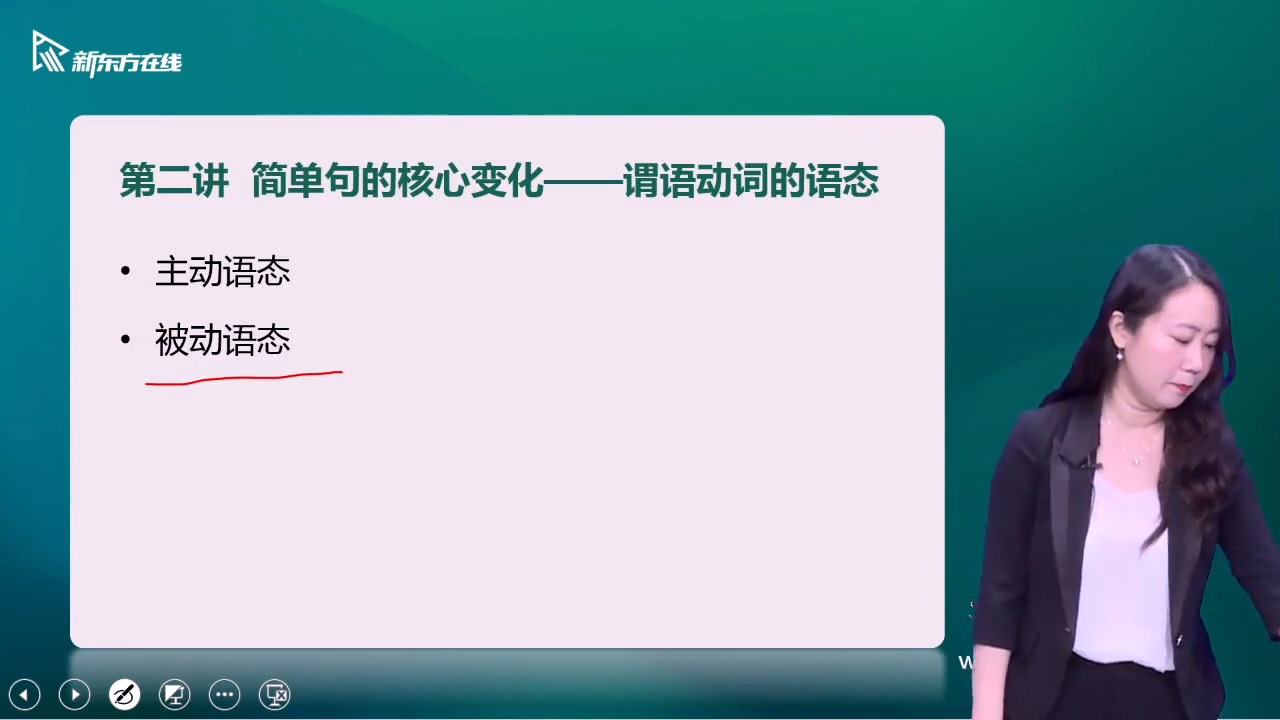 新东方在线
第二讲 简单句的核心变化——谓语动词的语态
• 主动语态
• 被动语态
w